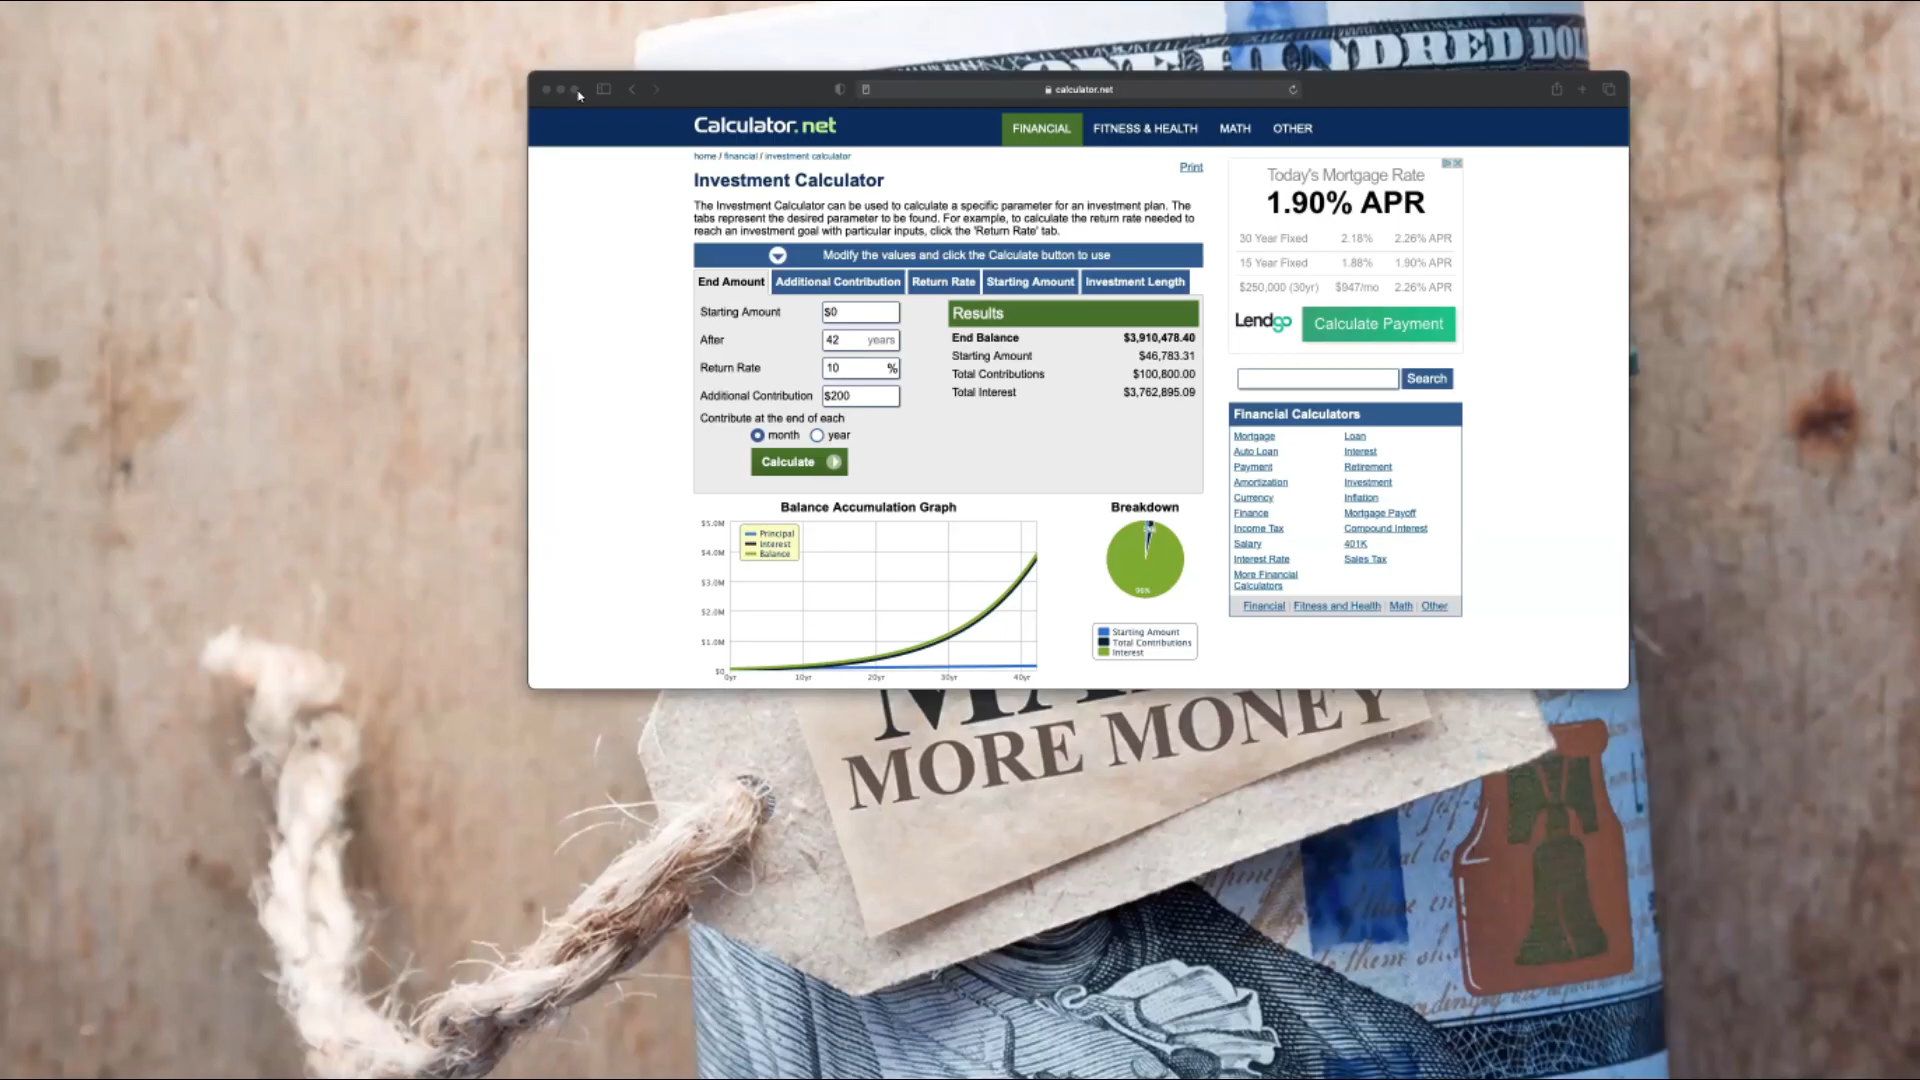 ONE HUNDRED DOL
calculator.net
Calculator.net
FINANCIAL
FITNESS & HEALTH
MATH
OTHER
home / financial / investment calculator
Print
Investment Calculator
The Investment Calculator can be used to calculate a specific parameter for an investment plan. The
tabs represent the desired parameter to be found. For example, to calculate the return rate needed to
reach an investment goal with particular inputs, click the 'Return Rate' tab.
Modify the values and click the Calculate button to use
End Amount
Additional Contribution
Return Rate
Starting Amount
Investment Length
Starting Amount $0
After 42 years
Return Rate 10 %
Additional Contribution $200
Contribute at the end of each
month year
Calculate
Results
End Balance $3,910,478.40
Starting Amount $46,783.31
Total Contributions $100,800.00
Total Interest $3,762,895.09
Balance Accumulation Graph
$5.0M
$4.0M
$3.0M
$2.0M
$1.0M
$0
0yr 10yr 20yr 30yr 40yr
Principal
Interest
Balance
Breakdown
96%
Starting Amount
Total Contributions
Interest
Today's Mortgage Rate
1.90% APR
30 Year Fixed 2.18% 2.26% APR
15 Year Fixed 1.88% 1.90% APR
$250,000 (30yr) $947/mo 2.26% APR
Lendgo
Calculate Payment
Search
Financial Calculators
Mortgage Loan
Auto Loan Interest
Payment Retirement
Amortization Investment
Currency Inflation
Finance Mortgage Payoff
Income Tax Compound Interest
Salary 401K
Interest Rate Sales Tax
More Financial
Calculators
Financial | Fitness and Health | Math | Other
MORE MONEY